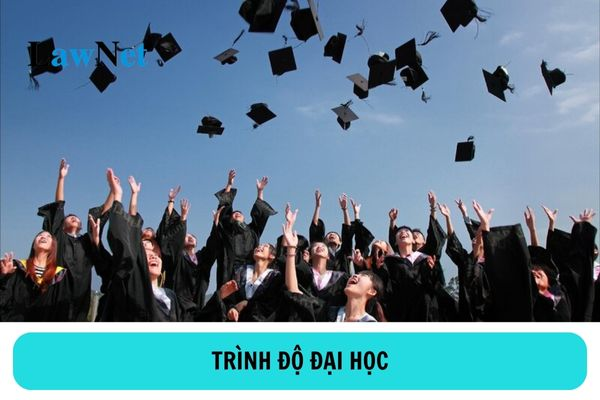 LawNet
TRÌNH ĐỘ ĐẠI HỌC